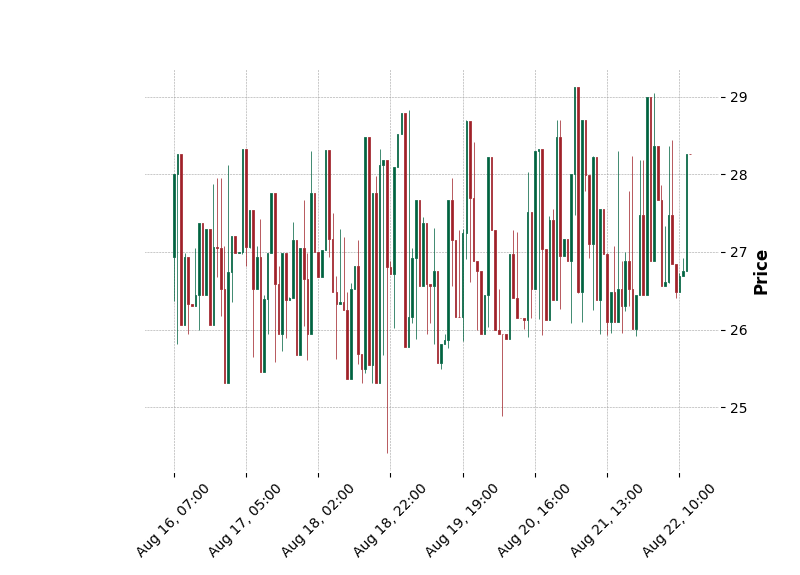 29
28
27
26
25
Price
Aug 16, 07:00
Aug 17, 05:00
Aug 18, 02:00
Aug 18, 22:00
Aug 19, 19:00
Aug 20, 16:00
Aug 21, 13:00
Aug 22, 10:00